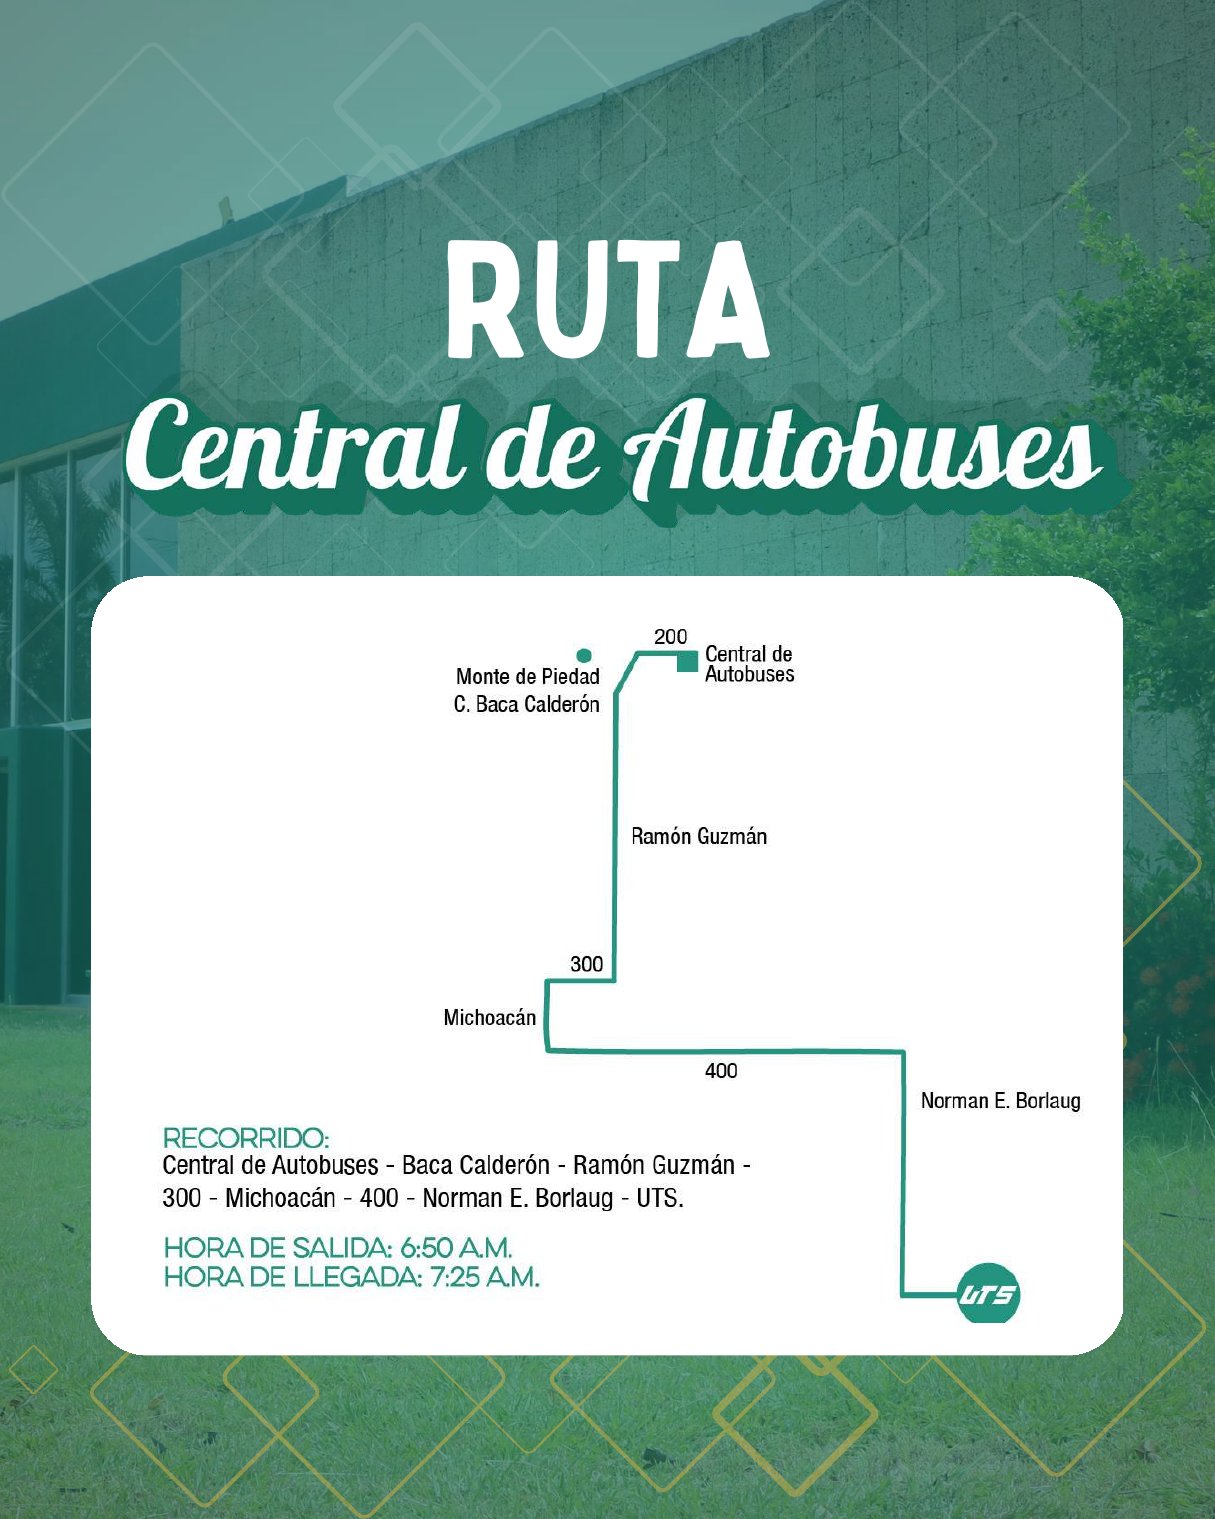 RUTA
Central de Autobuses
200
Central de
Autobuses
Monte de Piedad
C. Baca Calderón
Ramón Guzmán
300
Michoacán
400
Norman E. Borlaug
RECORRIDO:
Central de Autobuses - Baca Calderón - Ramón Guzmán -
300 - Michoacán - 400 - Norman E. Borlaug - UTS.
HORA DE SALIDA: 6:50 A.M.
HORA DE LLEGADA: 7:25 A.M.
UTS